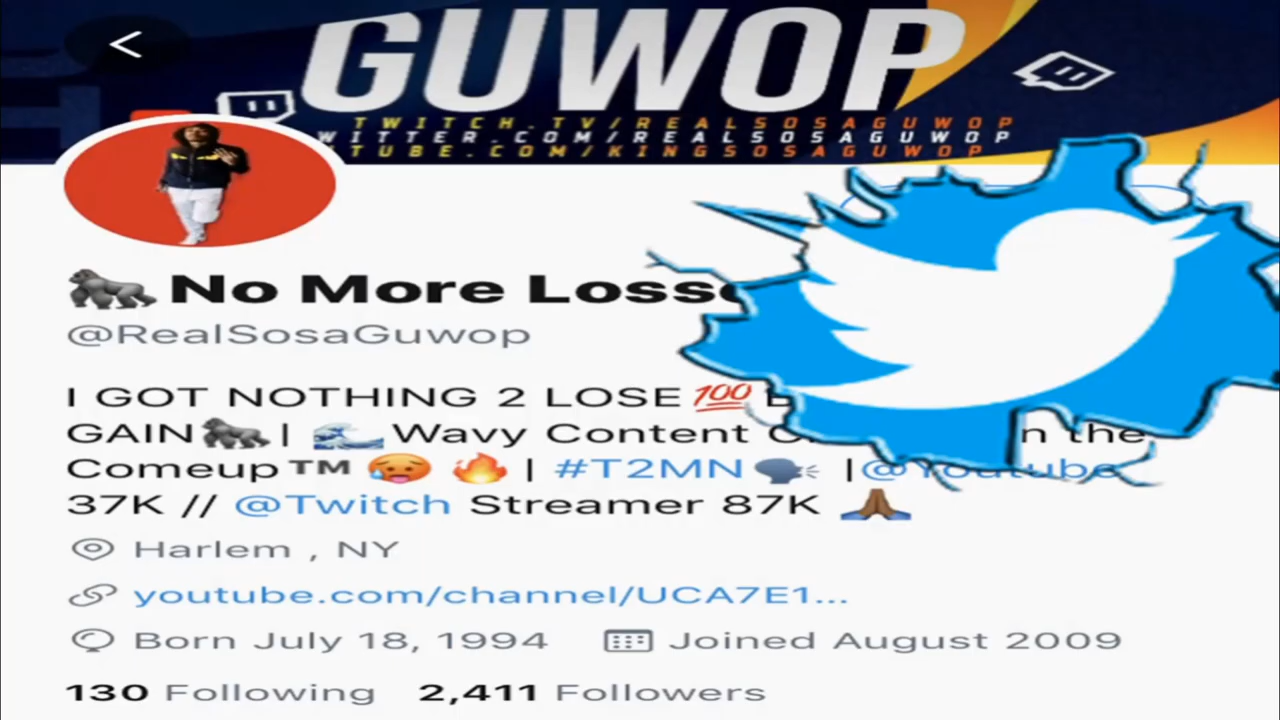 GUWOP
TWITCH.TV/REALSOSAGUWOP
WITTER.COM/REALSOSAGUWOP
TUBE.COM/KINGSOSAGUWOP
🦍 No More Loss
@RealSosaGuwop
I GOT NOTHING 2 LOSE 💯
GAIN🦍 | 🌊 Wavy Content n the
Comeup™ 🥵 🔥 | #T2MN 🗣 | @Youtube
37K // @Twitch Streamer 87K 🙏🏾
Harlem , NY
youtube.com/channel/UCA7E1...
Born July 18, 1994 Joined August 2009
130 Following 2,411 Followers